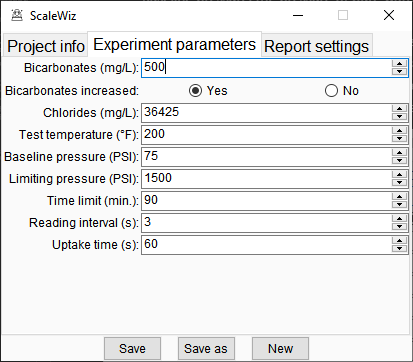 ScaleWiz
Project info Experiment parameters Report settings
Bicarbonates (mg/L): 500
Bicarbonates increased: Yes No
Chlorides (mg/L): 36425
Test temperature (°F): 200
Baseline pressure (PSI): 75
Limiting pressure (PSI): 1500
Time limit (min.): 90
Reading interval (s): 3
Uptake time (s): 60
Save Save as New